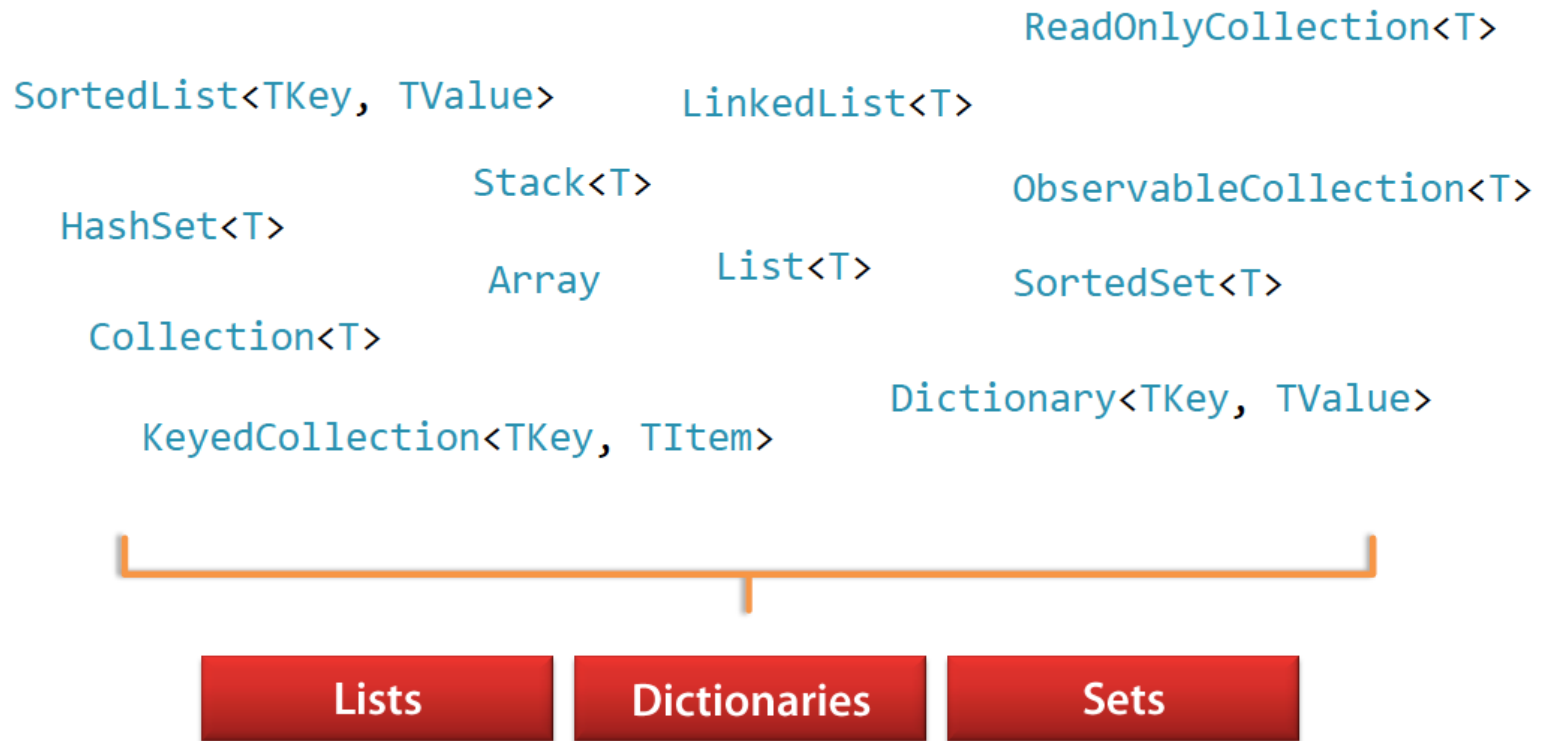 ReadOnlyCollection<T>
SortedList<TKey, TValue>
LinkedList<T>
Stack<T>
ObservableCollection<T>
HashSet<T>
List<T>
Array
SortedSet<T>
Collection<T>
Dictionary<TKey, TValue>
KeyedCollection<TKey, TItem>
Lists
Dictionaries
Sets